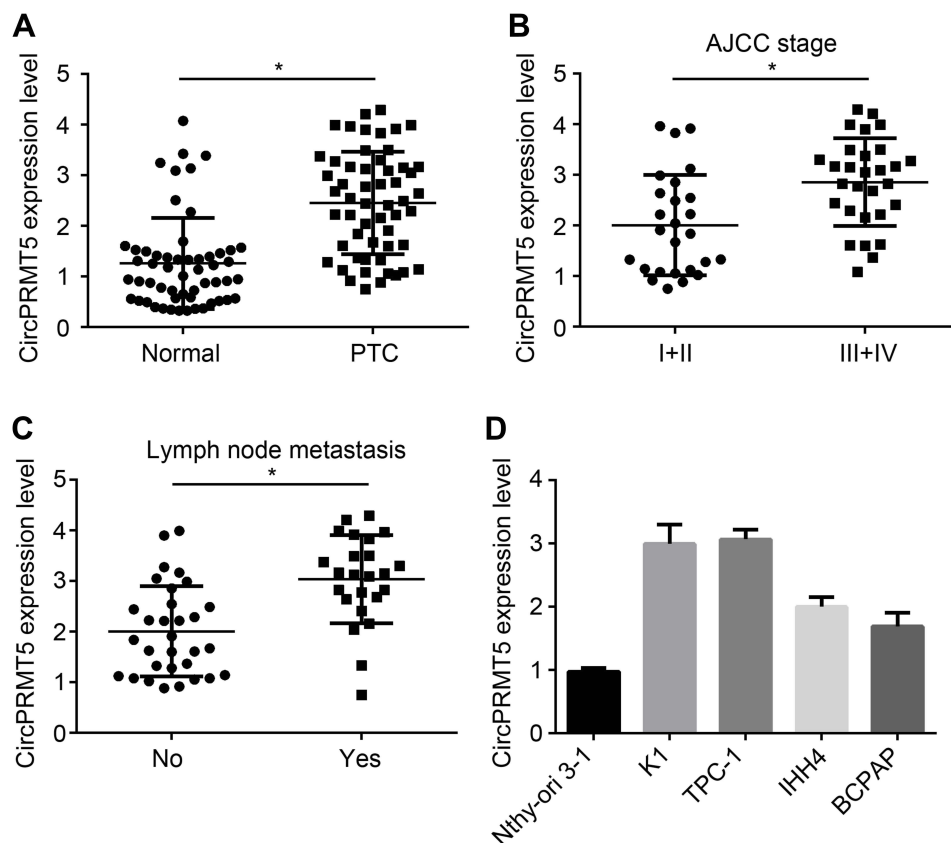 A
CircPRMT5 expression level
5
4
3
2
1
0
*
Normal
PTC
B
AJCC stage
CircPRMT5 expression level
5
4
3
2
1
0
*
I+II
III+IV
C
Lymph node metastasis
CircPRMT5 expression level
5
4
3
2
1
0
*
No
Yes
D
CircPRMT5 expression level
4
3
2
1
0
Nthy-ori 3-1
K1
TPC-1
IHH4
BCPAP